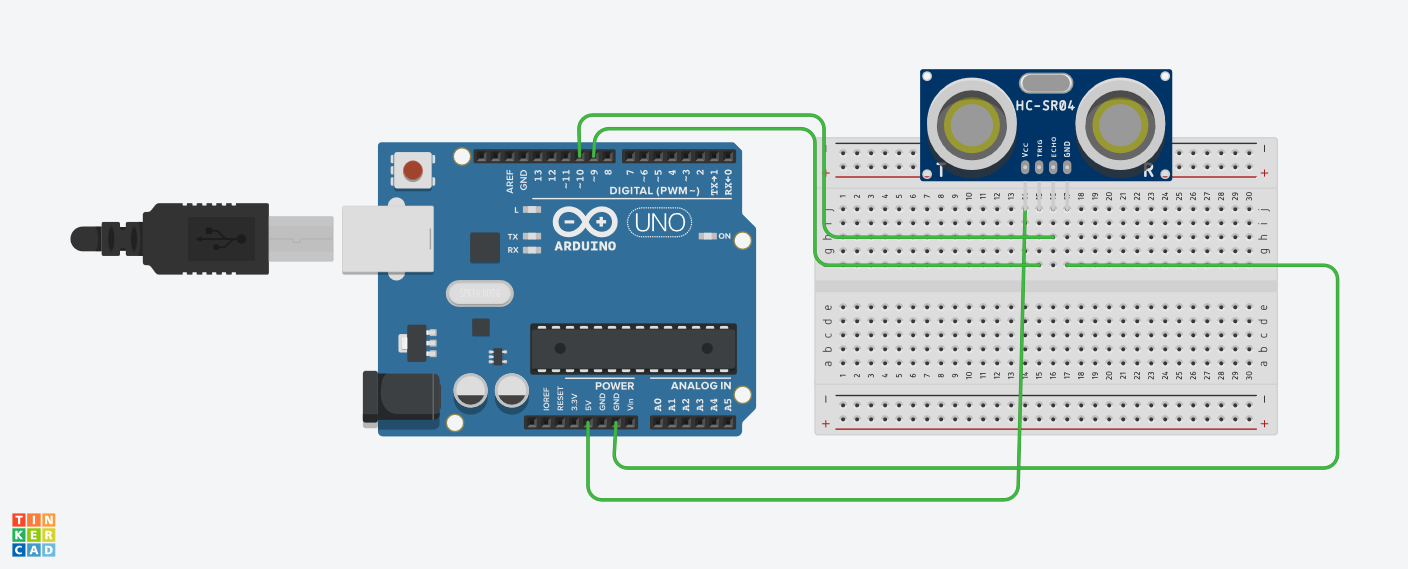 HC-SR04
Vcc
TRIG
ECHO
GND
T
R
AREF
GND
13
12
~11
~10
~9
8
7
~6
~5
4
~3
2
TX→1
RX←0
DIGITAL (PWM~)
L
TX
RX
ARDUINO
UNO
ON
POWER
ANALOG IN
IOREF
RESET
3.3V
5V
GND
GND
Vin
A0
A1
A2
A3
A4
A5
− −
+ +
1 2 3 4 5 6 7 8 9 10 11 12 13 14 15 16 17 18 19 20 21 22 23 24 25 26 27 28 29 30
j j
i i
h h
g g
e e
d d
c c
b b
a a
1 2 3 4 5 6 7 8 9 10 11 12 13 14 15 16 17 18 19 20 21 22 23 24 25 26 27 28 29 30
− −
+ +
TIN
KER
CAD